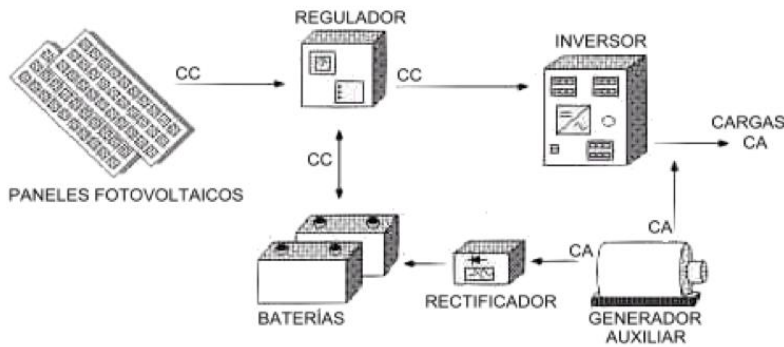 REGULADOR
INVERSOR
CC
CC
CARGAS
CA
CC
PANELES FOTOVOLTAICOS
CA
CA
BATERÍAS
RECTIFICADOR
GENERADOR
AUXILIAR